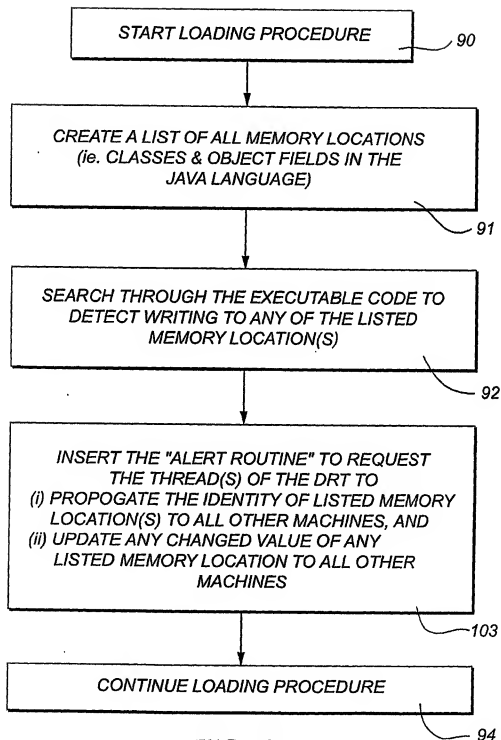 START LOADING PROCEDURE
90
CREATE A LIST OF ALL MEMORY LOCATIONS
(ie. CLASSES & OBJECT FIELDS IN THE
JAVA LANGUAGE)
91
SEARCH THROUGH THE EXECUTABLE CODE TO
DETECT WRITING TO ANY OF THE LISTED
MEMORY LOCATION(S)
92
INSERT THE "ALERT ROUTINE" TO REQUEST
THE THREAD(S) OF THE DRT TO
(i) PROPOGATE THE IDENTITY OF LISTED MEMORY
LOCATION(S) TO ALL OTHER MACHINES, AND
(ii) UPDATE ANY CHANGED VALUE OF ANY
LISTED MEMORY LOCATION TO ALL OTHER
MACHINES
103
CONTINUE LOADING PROCEDURE
94